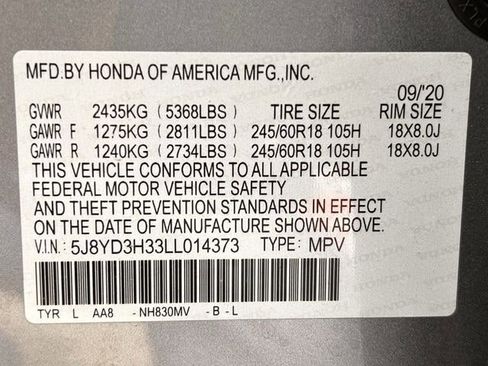 PLX
MFD.BY HONDA OF AMERICA MFG.,INC.
09/'20
GVWR 2435KG (5368LBS) TIRE SIZE RIM SIZE
GAWR F 1275KG (2811LBS) 245/60R18 105H 18X8.0J
GAWR R 1240KG (2734LBS) 245/60R18 105H 18X8.0J
THIS VEHICLE CONFORMS TO ALL APPLICABLE
FEDERAL MOTOR VEHICLE SAFETY
AND THEFT PREVENTION STANDARDS IN EFFECT
ON THE DATE OF MANUFACTURE SHOWN ABOVE.
V.I.N.: 5J8YD3H33LL014373 TYPE: MPV
TYR L AA8 -NH830MV -B-L